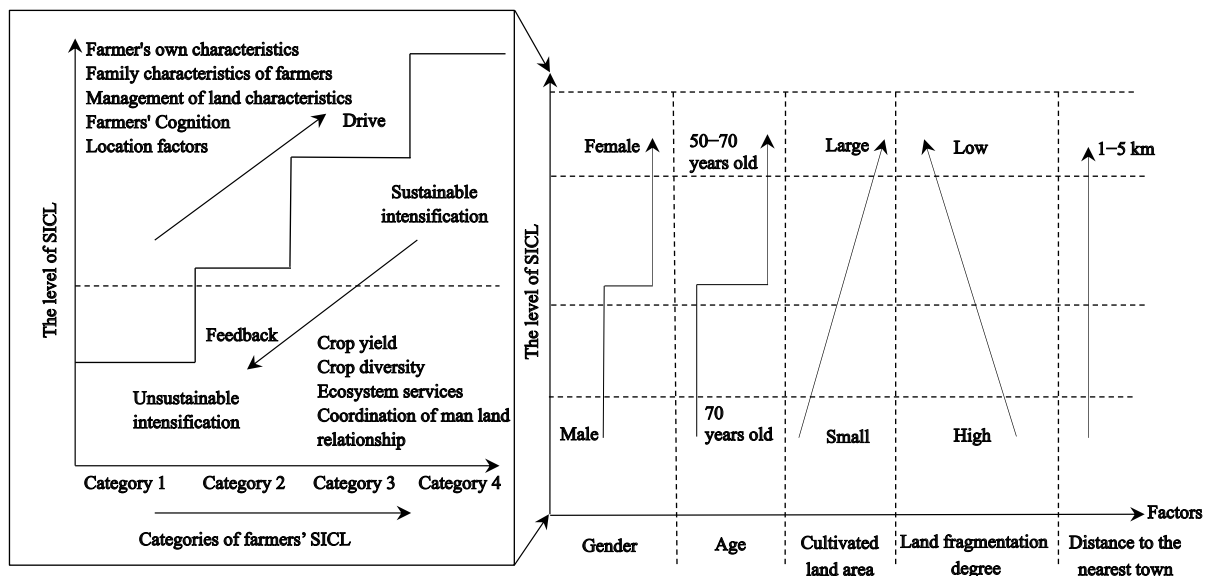 Farmer's own characteristics
Family characteristics of farmers
Management of land characteristics
Farmers' Cognition
Location factors
Drive
Sustainable
intensification
The level of SICL
Feedback
Unsustainable
intensification
Crop yield
Crop diversity
Ecosystem services
Coordination of man land
relationship
Category 1
Category 2
Category 3
Category 4
Categories of farmers’ SICL
The level of SICL
Female
Male
50−70
years old
70
years old
Large
Small
Low
High
1−5 km
Factors
Gender
Age
Cultivated
land area
Land fragmentation
degree
Distance to the
nearest town